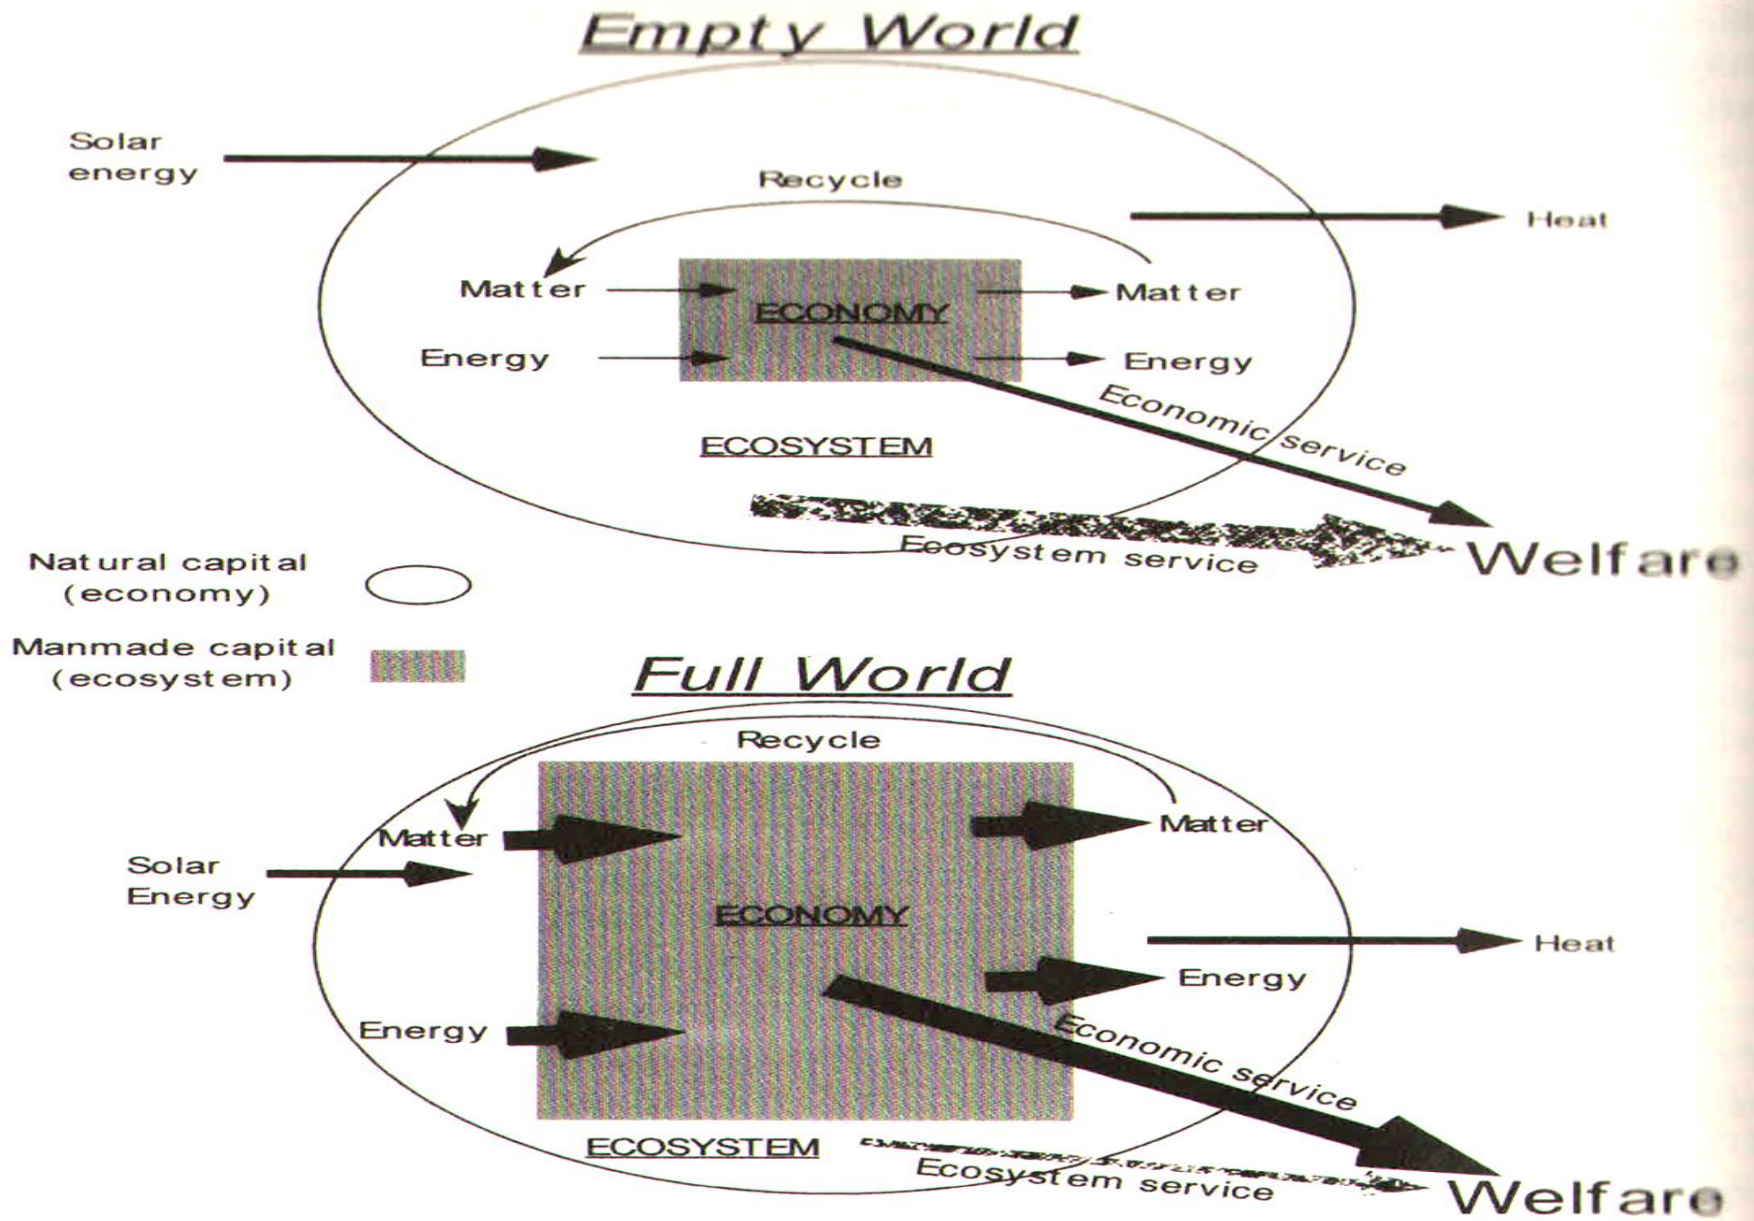 Empty World
Solar
energy
Recycle
Heat
Matter
Matter
ECONOMY
Energy
Energy
Economic service
ECOSYSTEM
Ecosystem service
Welfare
Natural capital
(economy)
Manmade capital
(ecosystem)
Full World
Recycle
Matter
Matter
Solar
Energy
ECONOMY
Heat
Energy
Energy
Economic service
ECOSYSTEM
Ecosystem service
Welfare